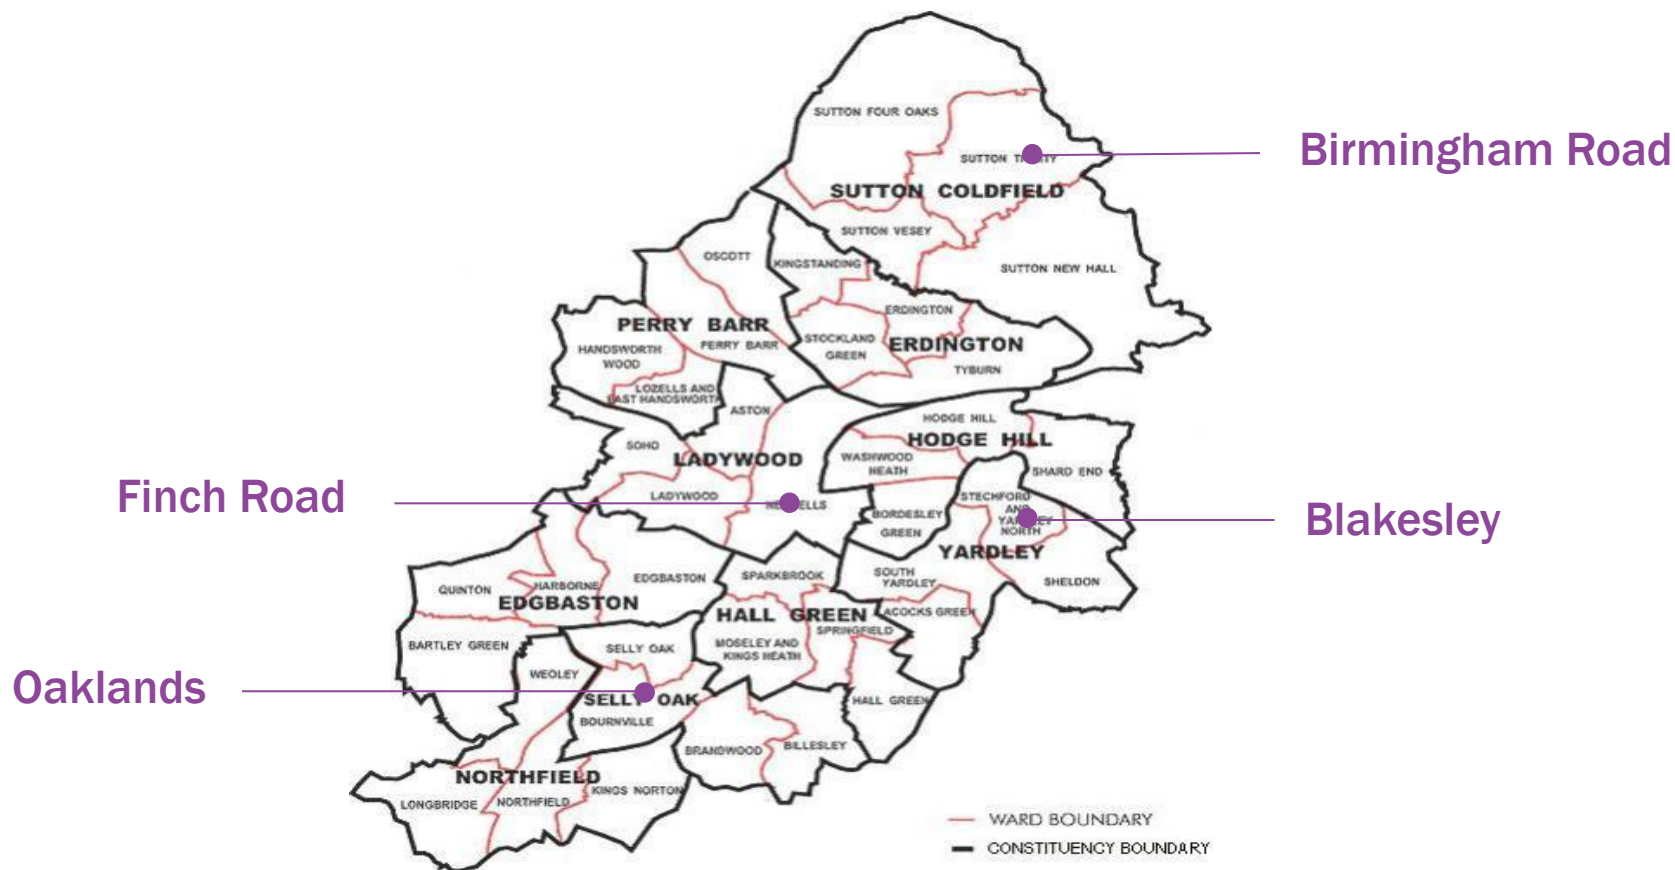 SUTTON FOUR OAKS
Birmingham Road
SUTTON
SUTTON COLDFIELD
SUTTON VESEY
OSCOTT
KINGSTANDING
SUTTON NEW HALL
ERDINGTON
PERRY BARR
STOCKLAND
GREEN
ERDINGTON
PERRY BARR
HANDSWORTH
WOOD
TYBURN
LOZELLS AND
EAST HANDSWORTH
ASTON
HODGE HILL
HODGE HILL
SOHO
LADYWOOD
WASHWOOD
HEATH
SHARD END
Finch Road
LADYWOOD
STECHFORD
AND
NORTH
BORDESLEY
GREEN
Blakesley
YARDLEY
SPARKBROOK
SOUTH
YARDLEY
SHELDON
QUINTON
HARBORNE
EDGBASTON
EDGBASTON
HALL GREEN
ACOCKS GREEN
SPRINGFIELD
BARTLEY GREEN
SELLY OAK
MOSELEY AND
KINGS HEATH
WEOLEY
Oaklands
SELLY OAK
HALL GREEN
BOURNVILLE
BRANDWOOD
BILLESLEY
NORTHFIELD
KINGS NORTON
LONGBRIDGE
NORTHFIELD
WARD BOUNDARY
CONSTITUENCY BOUNDARY